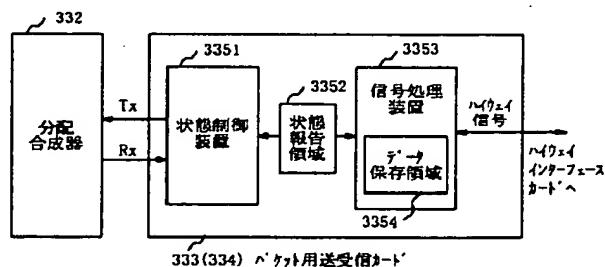 332
3351
3352
3353
分配
合成器
Tx
Rx
状態制御
装置
状態
報告
領域
信号処理
装置
データ
保存領域
3354
ハイウェイ
信号
ハイウェイ
インターフェース
カードへ
333(334) パケット用送受信カード